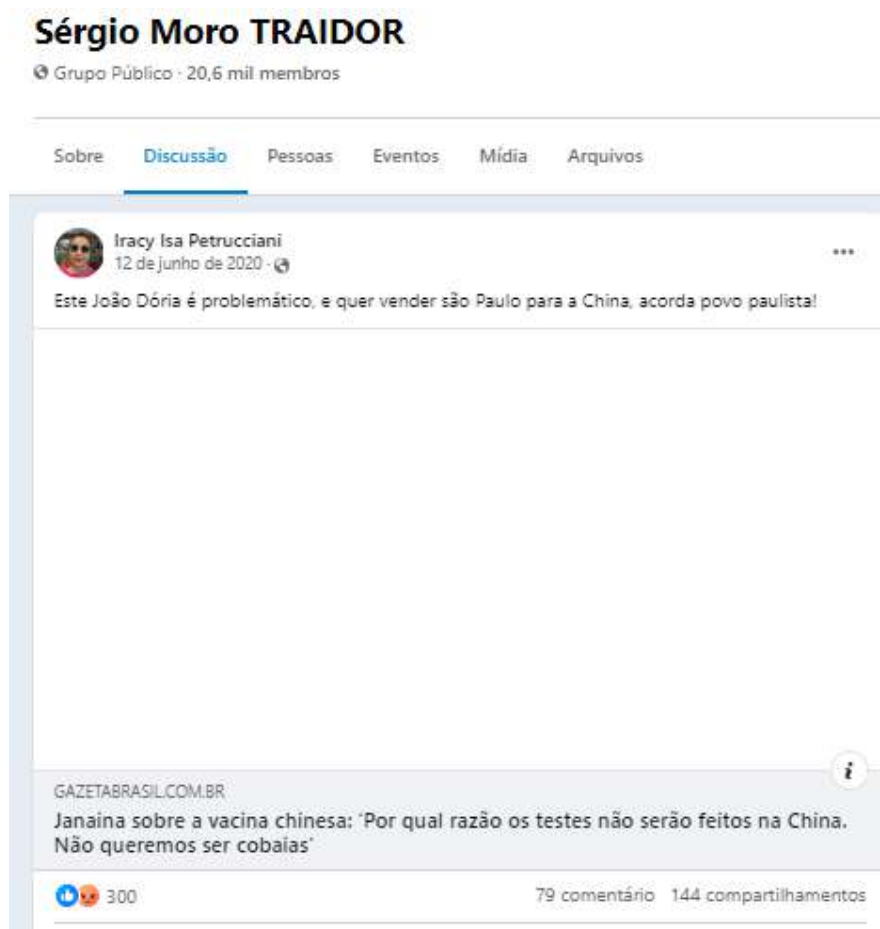 Sérgio Moro TRAIDOR
Grupo Público · 20,6 mil membros
Sobre Discussão Pessoas Eventos Mídia Arquivos
Iracy Isa Petrucciani
12 de junho de 2020 ·
Este João Dória é problemático, e quer vender são Paulo para a China, acorda povo paulista!
GAZETABRASIL.COM.BR
Janaina sobre a vacina chinesa: ‘Por qual razão os testes não serão feitos na China.
Não queremos ser cobaias’
300 79 comentário 144 compartilhamentos